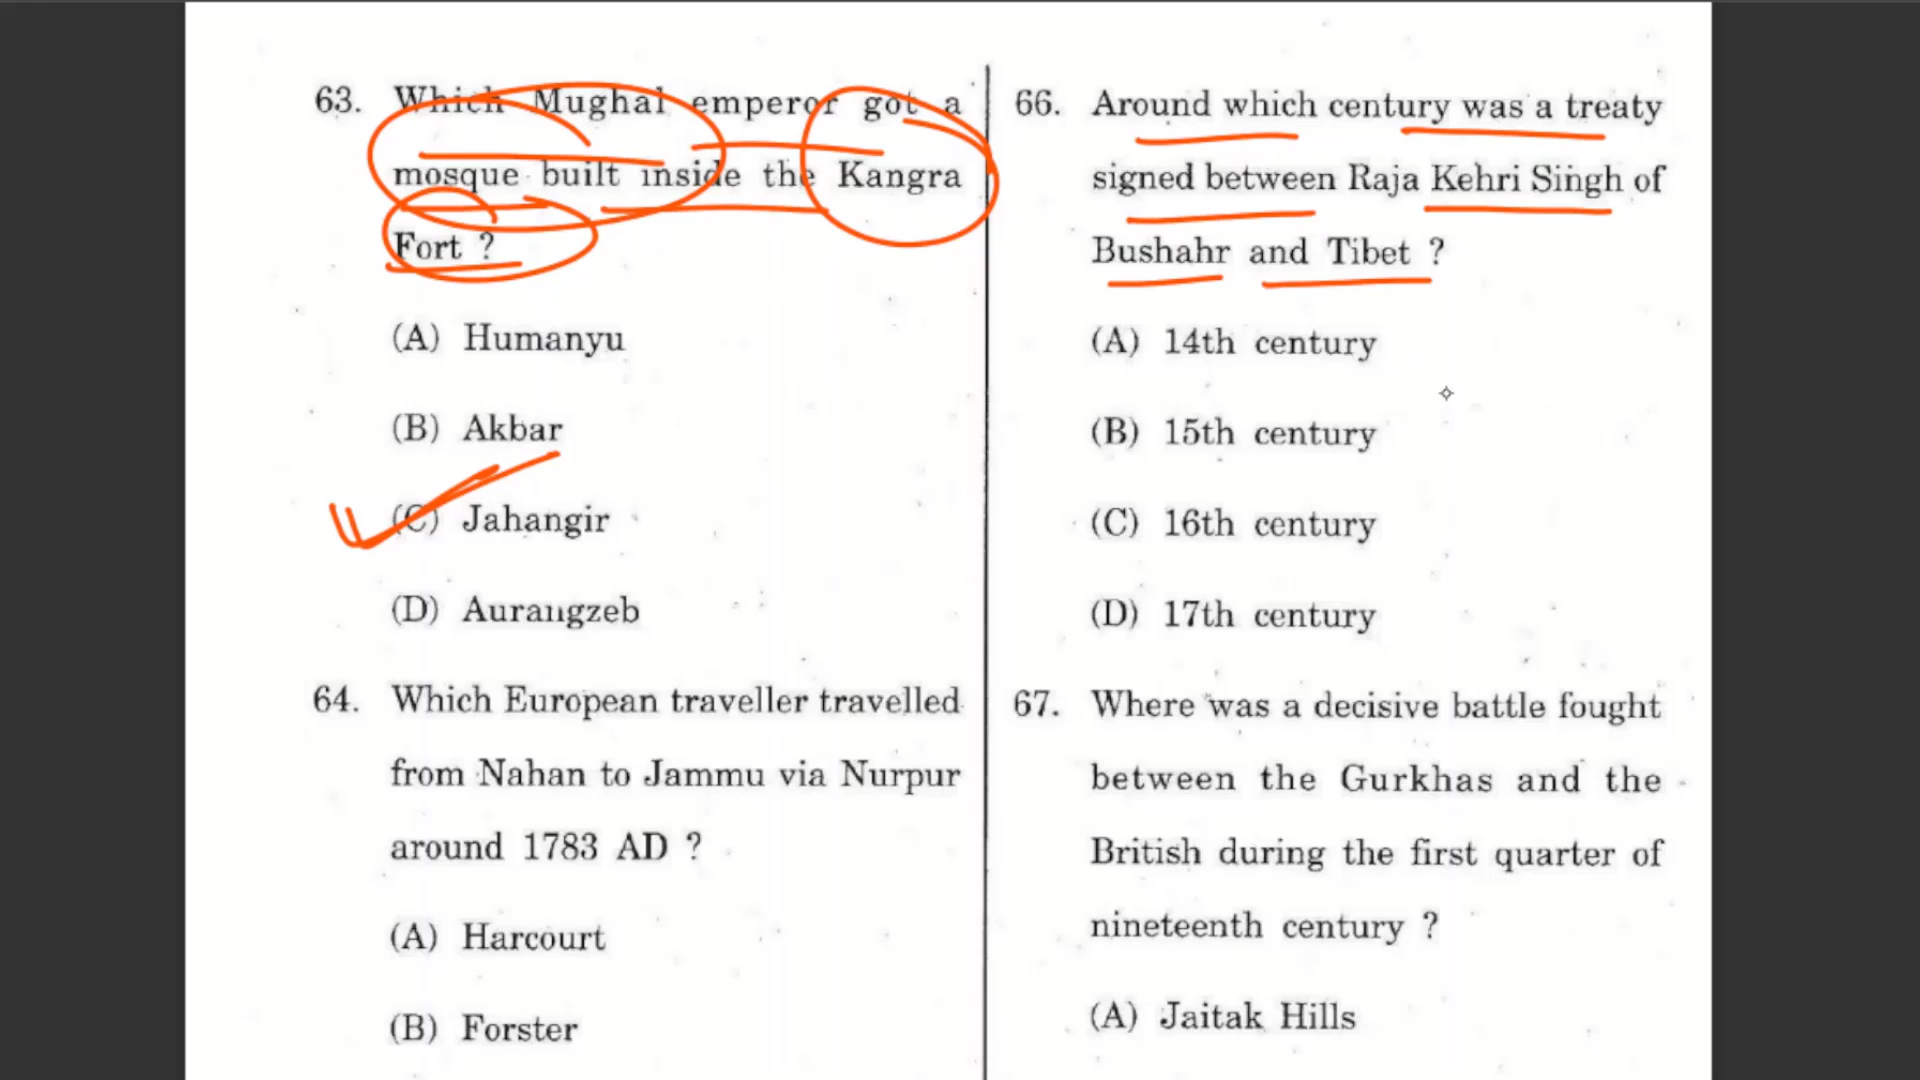 63. Which Mughal emperor got a
mosque built inside the Kangra
Fort ?
(A) Humanyu
(B) Akbar
(C) Jahangir
(D) Aurangzeb
64. Which European traveller travelled
from Nahan to Jammu via Nurpur
around 1783 AD ?
(A) Harcourt
(B) Forster
66. Around which century was a treaty
signed between Raja Kehri Singh of
Bushahr and Tibet ?
(A) 14th century
(B) 15th century
(C) 16th century
(D) 17th century
67. Where was a decisive battle fought
between the Gurkhas and the
British during the first quarter of
nineteenth century ?
(A) Jaitak Hills